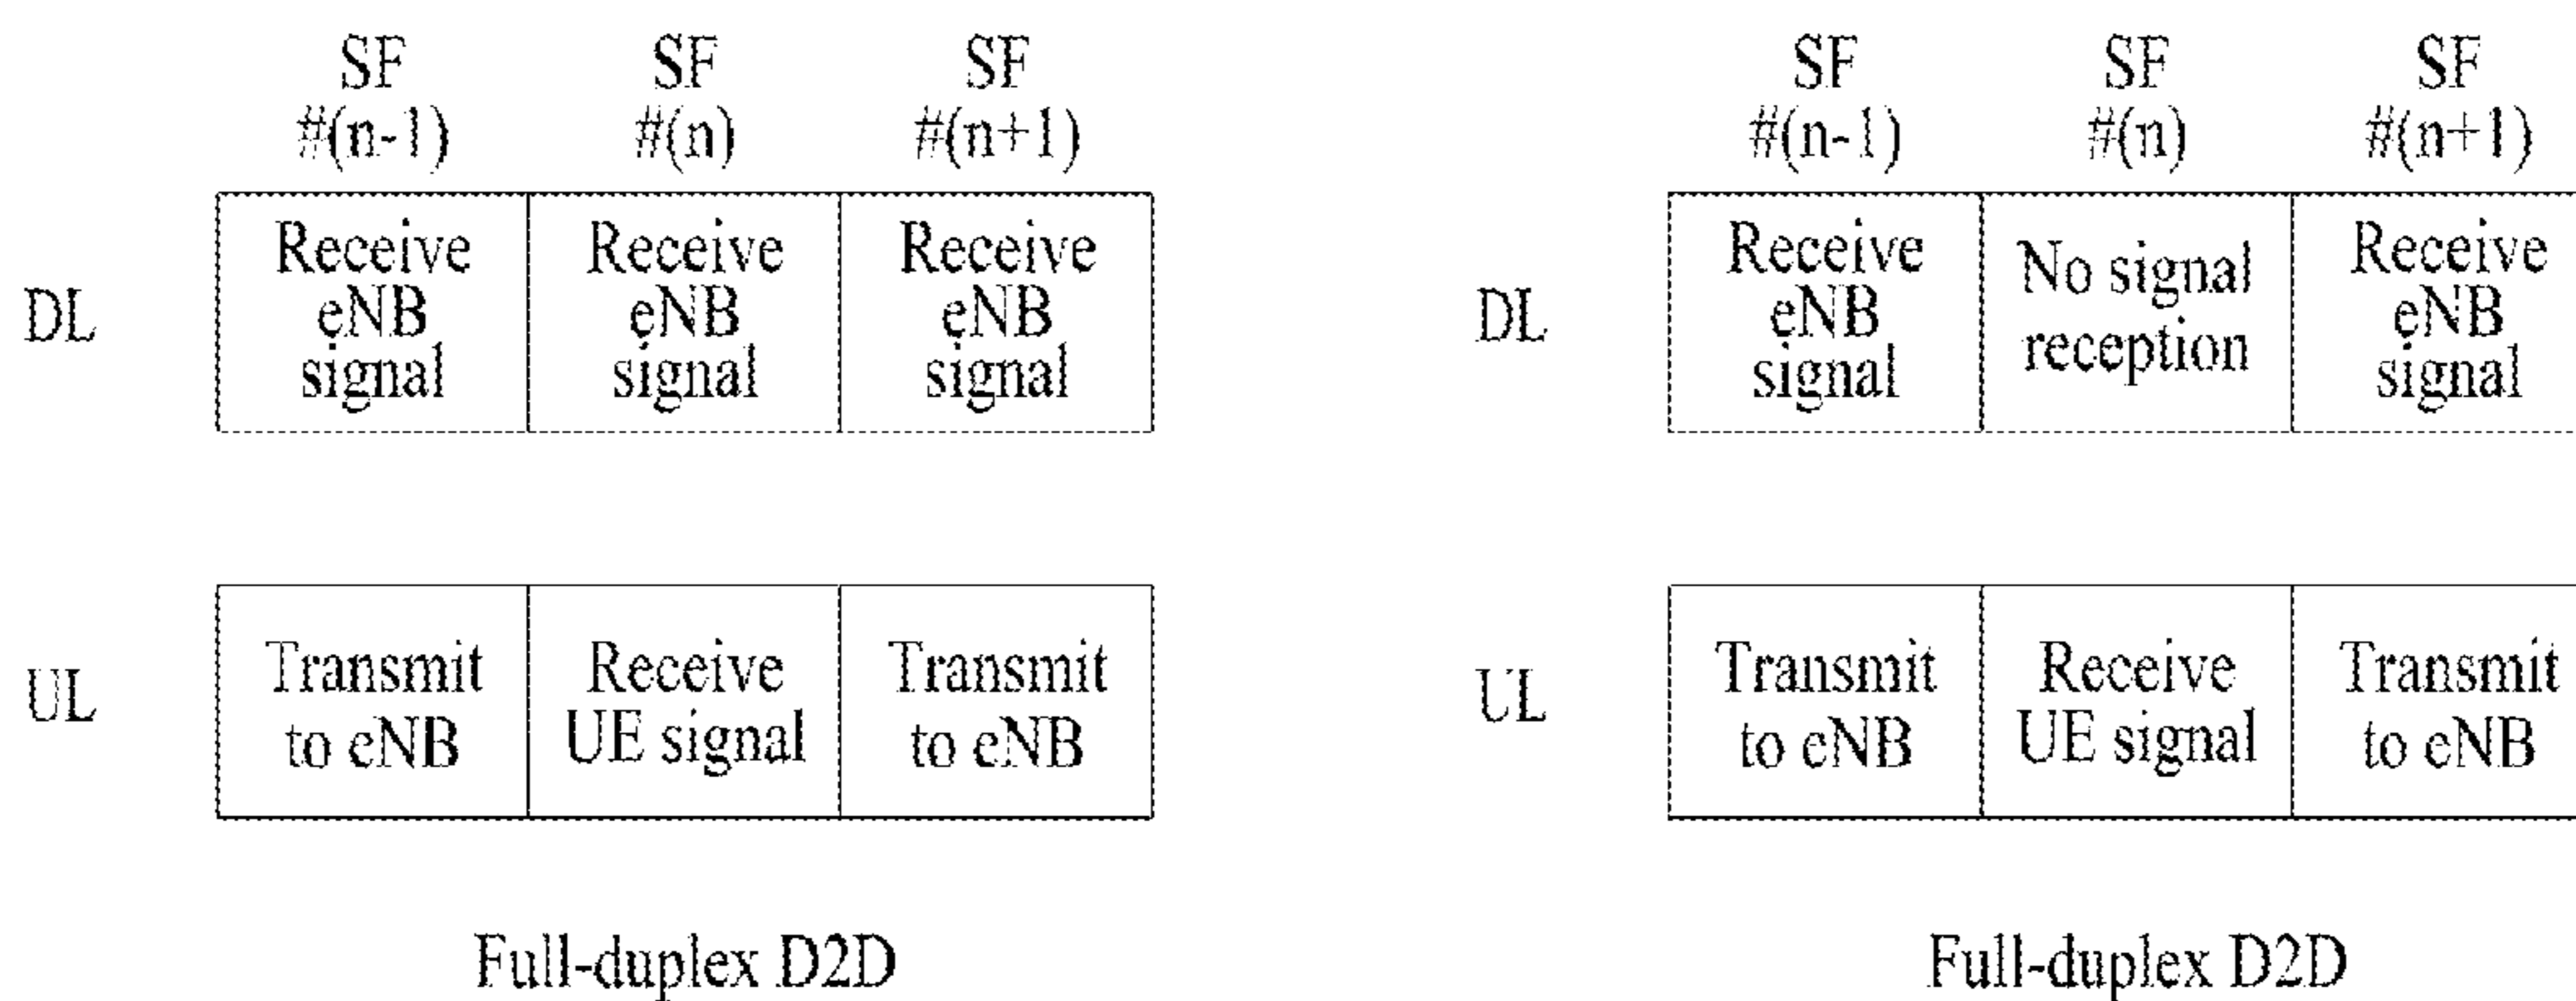 SF SF SF
#(n-1) #(n) #(n+1)
DL
Receive
eNB
signal
Receive
eNB
signal
Receive
eNB
signal
UL
Transmit
to eNB
Receive
UE signal
Transmit
to eNB
Full-duplex D2D
SF SF SF
#(n-1) #(n) #(n+1)
DL
Receive
eNB
signal
No signal
reception
Receive
eNB
signal
UL
Transmit
to eNB
Receive
UE signal
Transmit
to eNB
Full-duplex D2D